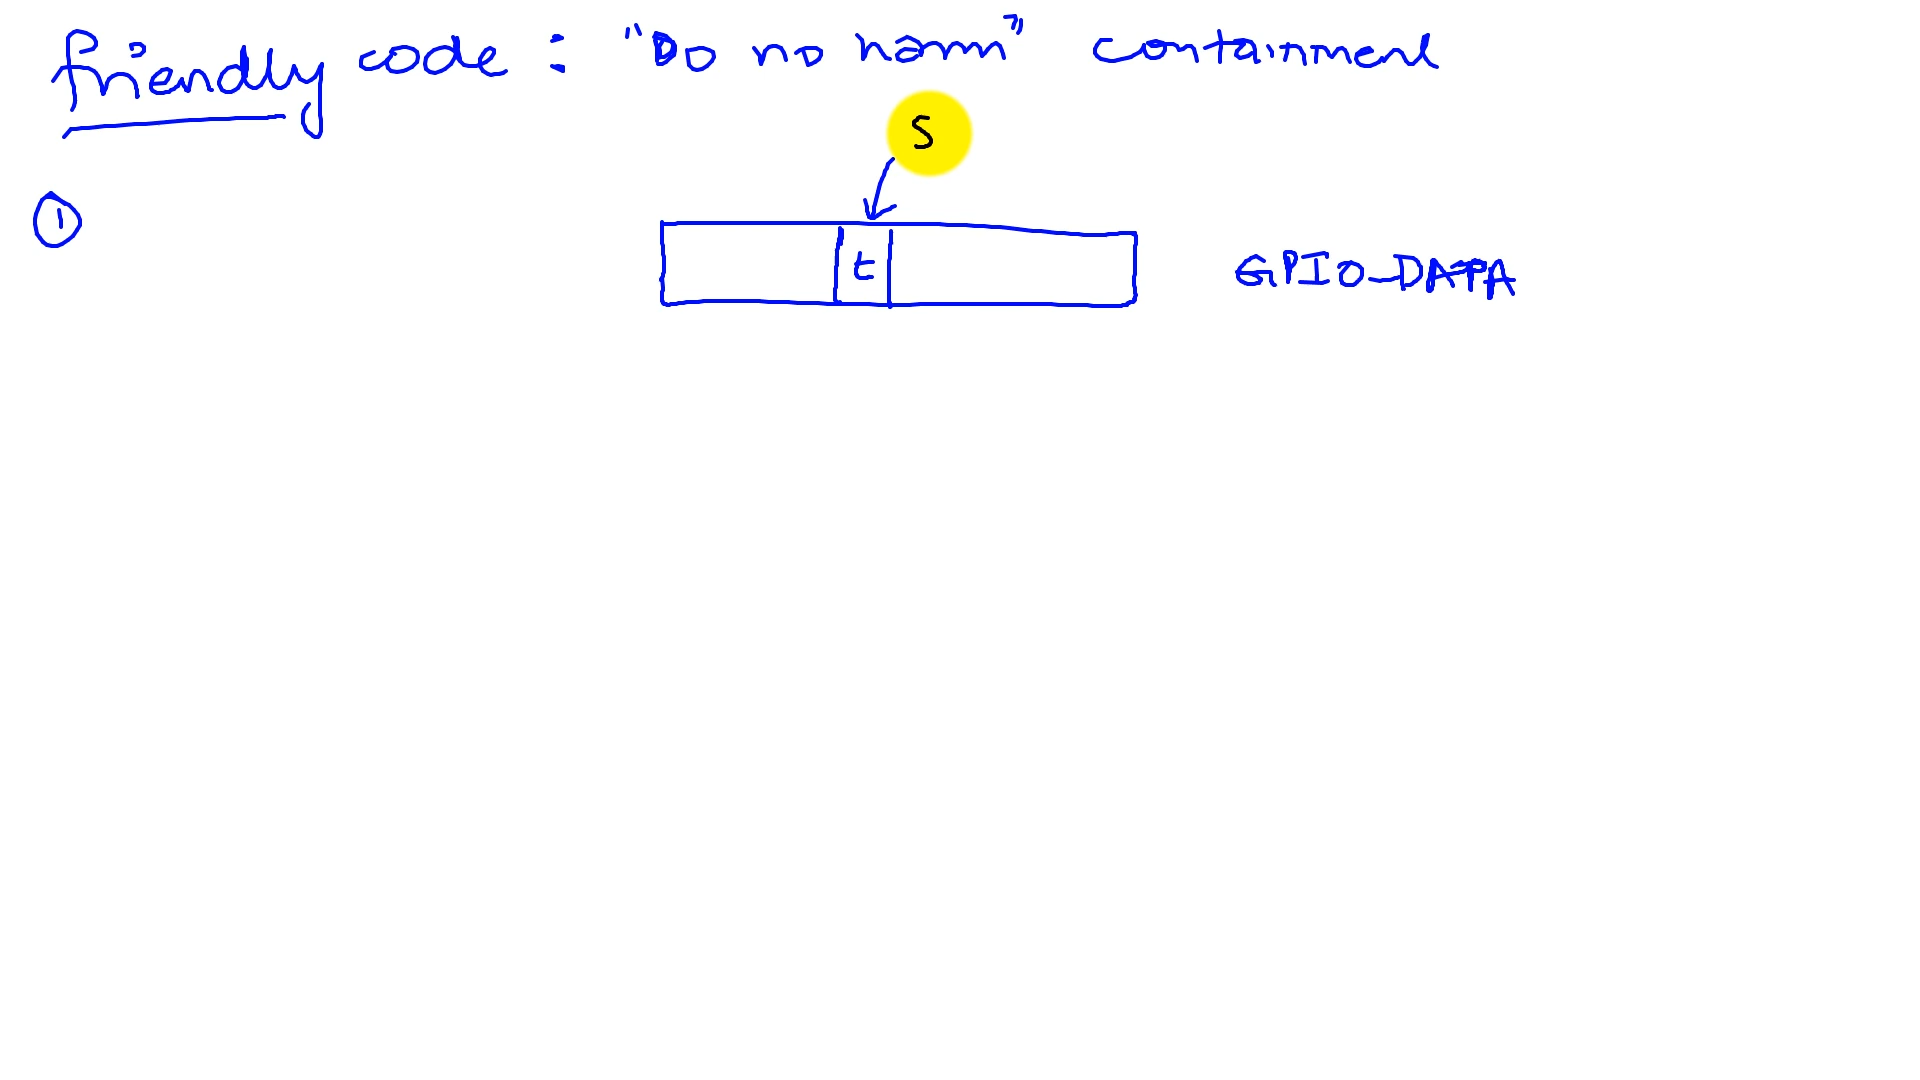 friendly code : "Do no harm" containment
S
①
t
GPIO_DATA